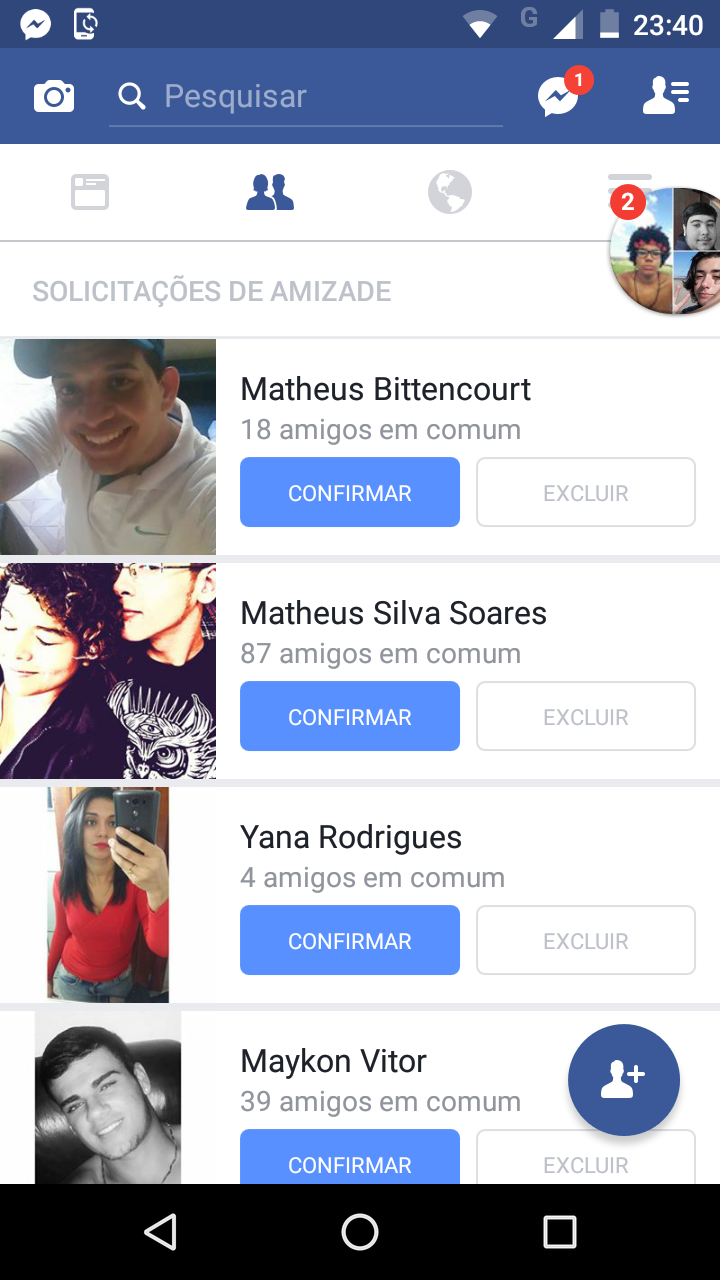 G
23:40
Pesquisar
1
2
SOLICITAÇÕES DE AMIZADE
Matheus Bittencourt
18 amigos em comum
CONFIRMAR EXCLUIR
Matheus Silva Soares
87 amigos em comum
CONFIRMAR EXCLUIR
Yana Rodrigues
4 amigos em comum
CONFIRMAR EXCLUIR
Maykon Vitor
39 amigos em comum
CONFIRMAR EXCLUIR